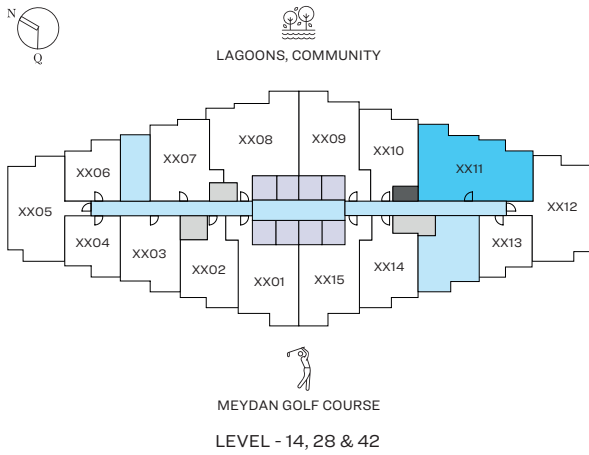 N
Q
LAGOONS, COMMUNITY
XX08
XX09
XX07
XX10
XX06
XX11
XX05
XX12
XX04
XX03
XX13
XX02
XX14
XX01
XX15
MEYDAN GOLF COURSE
LEVEL - 14, 28 & 42